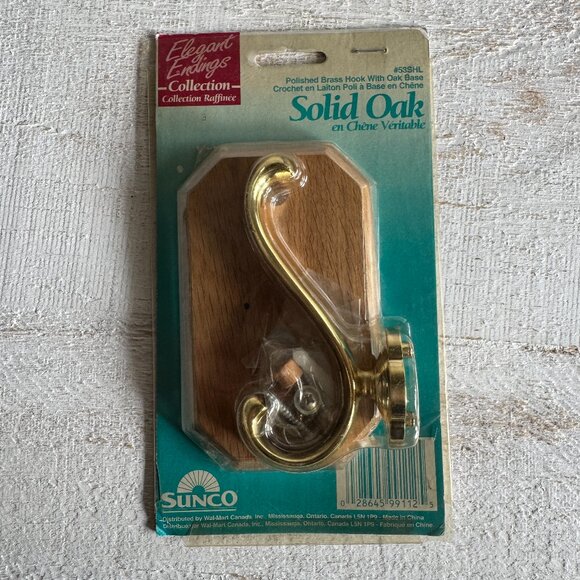 Elegant
Endings
Collection
Collection Raffinée
#53SHL
Polished Brass Hook With Oak Base
Crochet en Laiton Poli à Base en Chêne
Solid Oak
en Chêne Véritable
SUNCO
0 28645 99112 5
Distributed by Wal-Mart Canada Inc., Mississauga, Ontario, Canada L5N 1P9 - Made in China
Distribué par Wal-Mart Canada, Inc., Mississauga, Ontario, Canada L5N 1P9 - Fabriqué en Chine